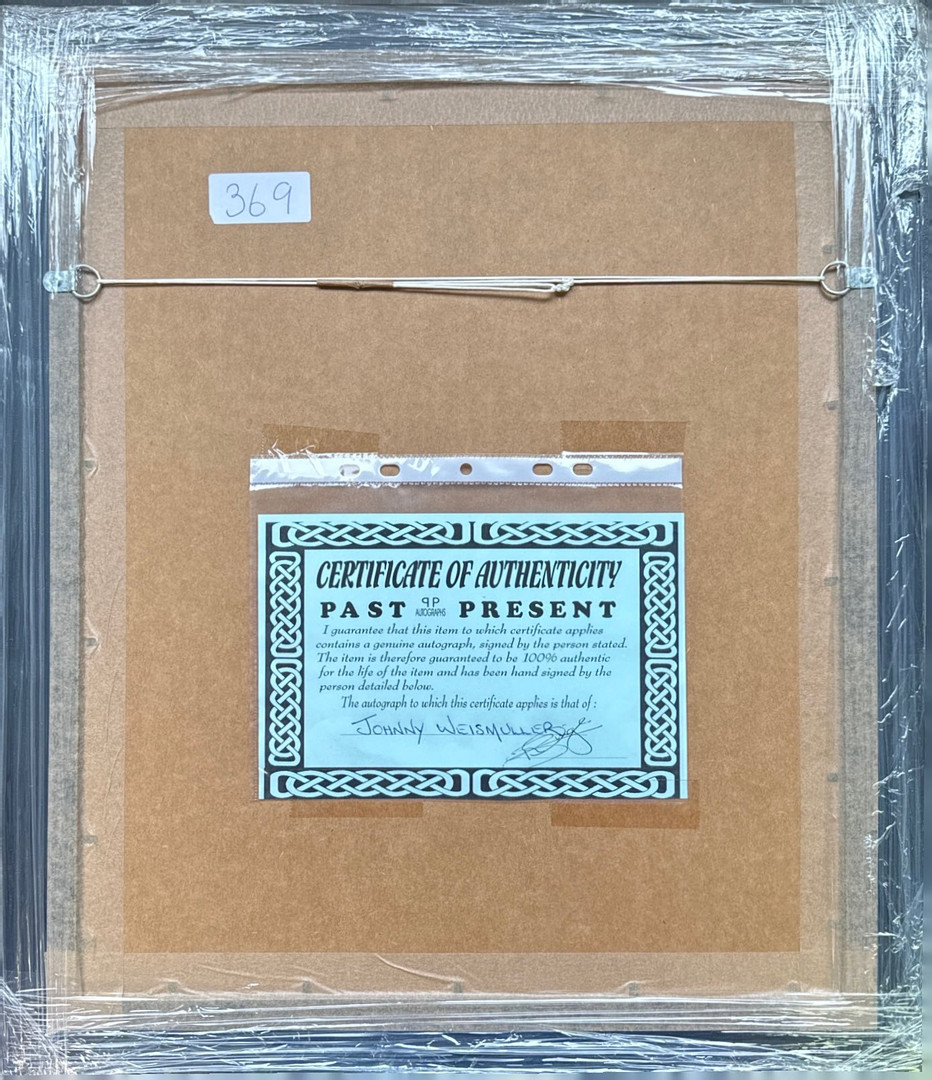 369
CERTIFICATE OF AUTHENTICITY
PAST PP AUTOGRAPHS PRESENT
I guarantee that this item to which certificate applies
contains a genuine autograph, signed by the person stated.
The item is therefore guaranteed to be 100% authentic
for the life of the item and has been hand signed by the
person detailed below.
The autograph to which this certificate applies is that of :
JOHNNY WEISMULLER